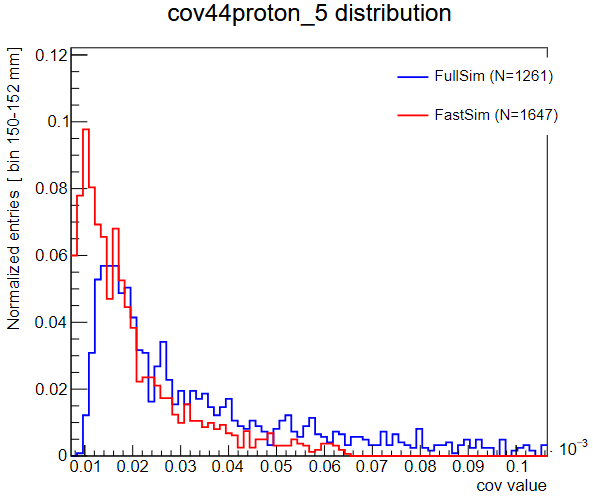 cov44proton_5 distribution
Normalized entries [ bin 150-152 mm]
0.12
0.1
0.08
0.06
0.04
0.02
0
FullSim (N=1261)
FastSim (N=1647)
0.01 0.02 0.03 0.04 0.05 0.06 0.07 0.08 0.09 0.1
·10⁻³
cov value